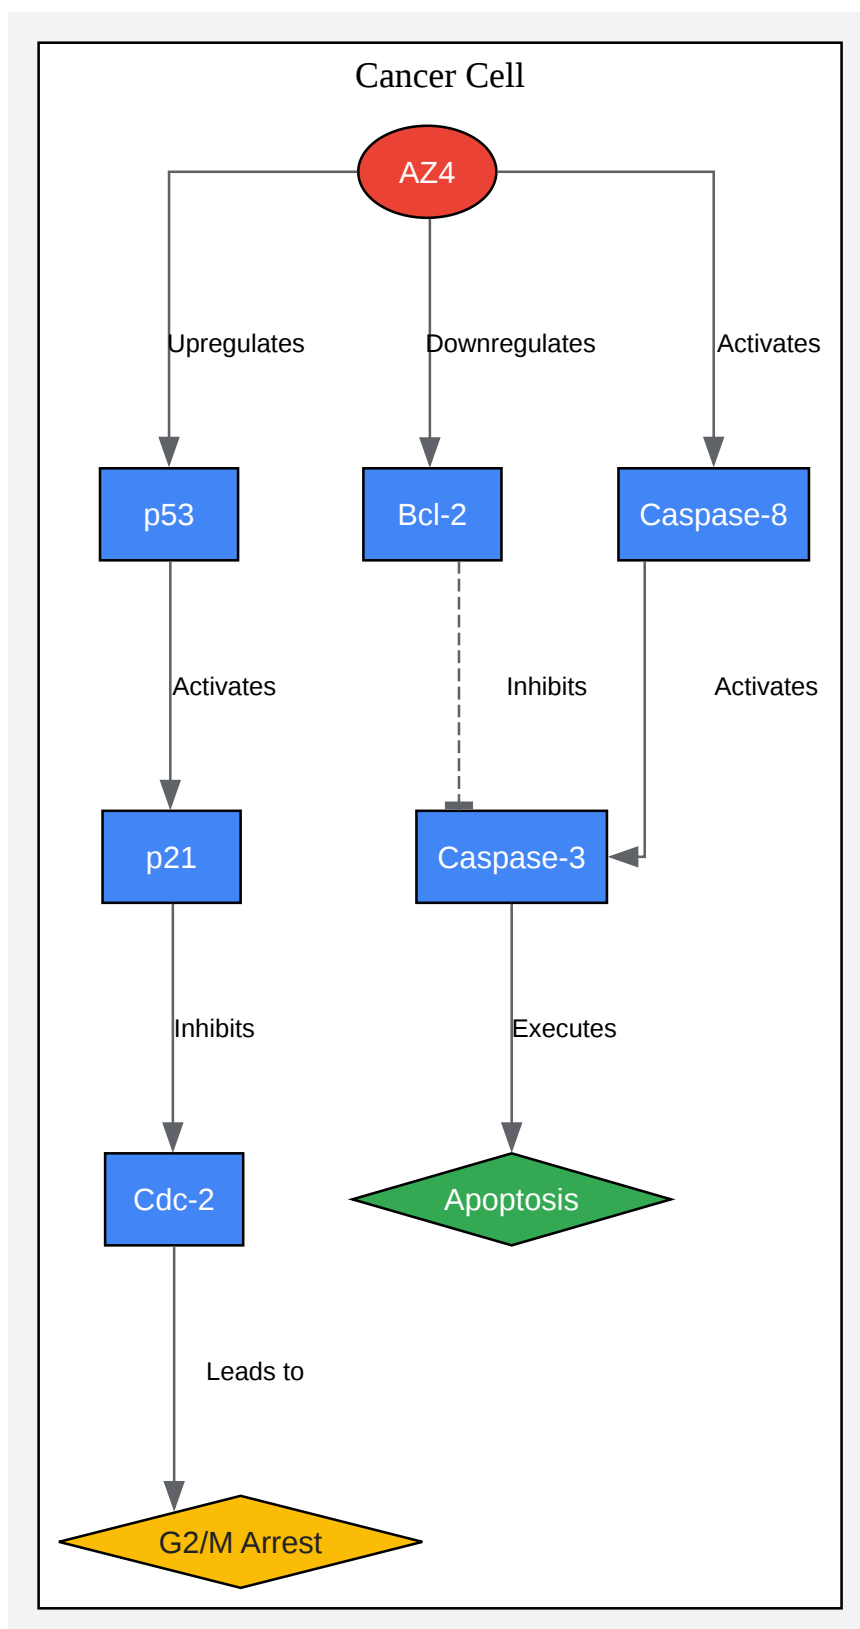 Cancer Cell
AZ4
Upregulates
Downregulates
Activates
p53
Bcl-2
Caspase-8
Activates
Inhibits
Activates
p21
Caspase-3
Inhibits
Executes
Cdc-2
Apoptosis
Leads to
G2/M Arrest